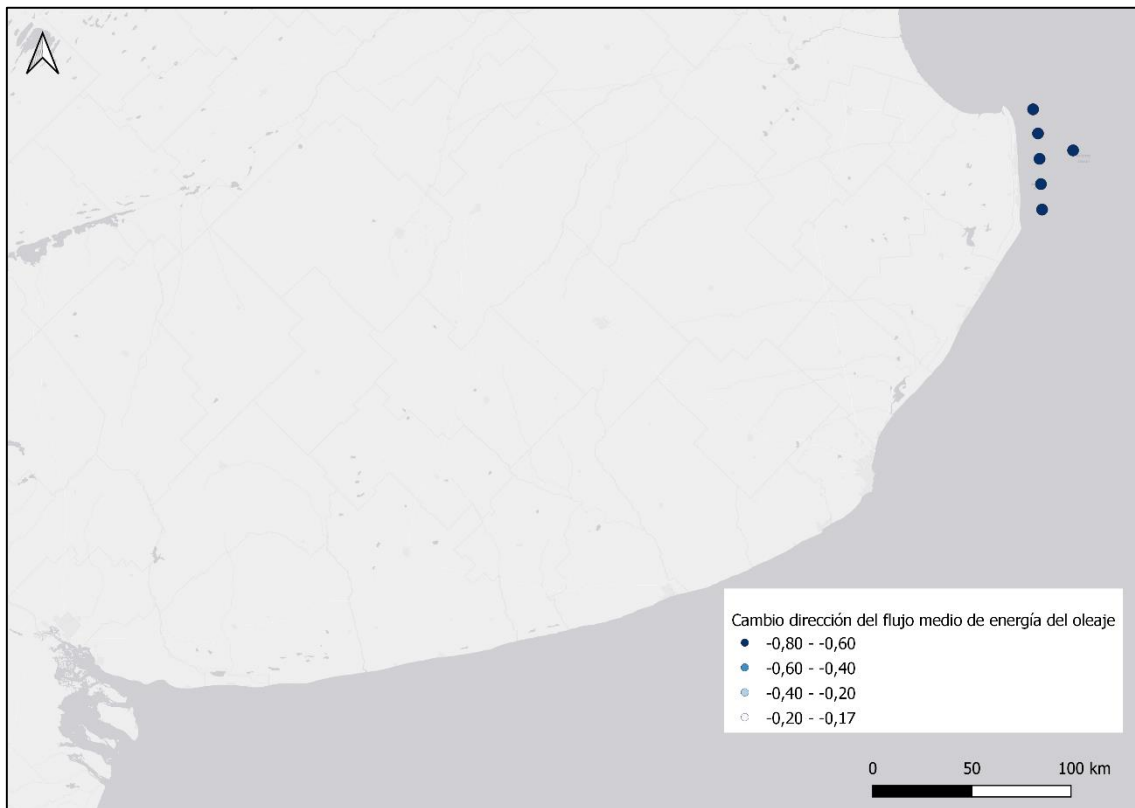 Cambio dirección del flujo medio de energía del oleaje
-0,80 - -0,60
-0,60 - -0,40
-0,40 - -0,20
-0,20 - -0,17
0 50 100 km